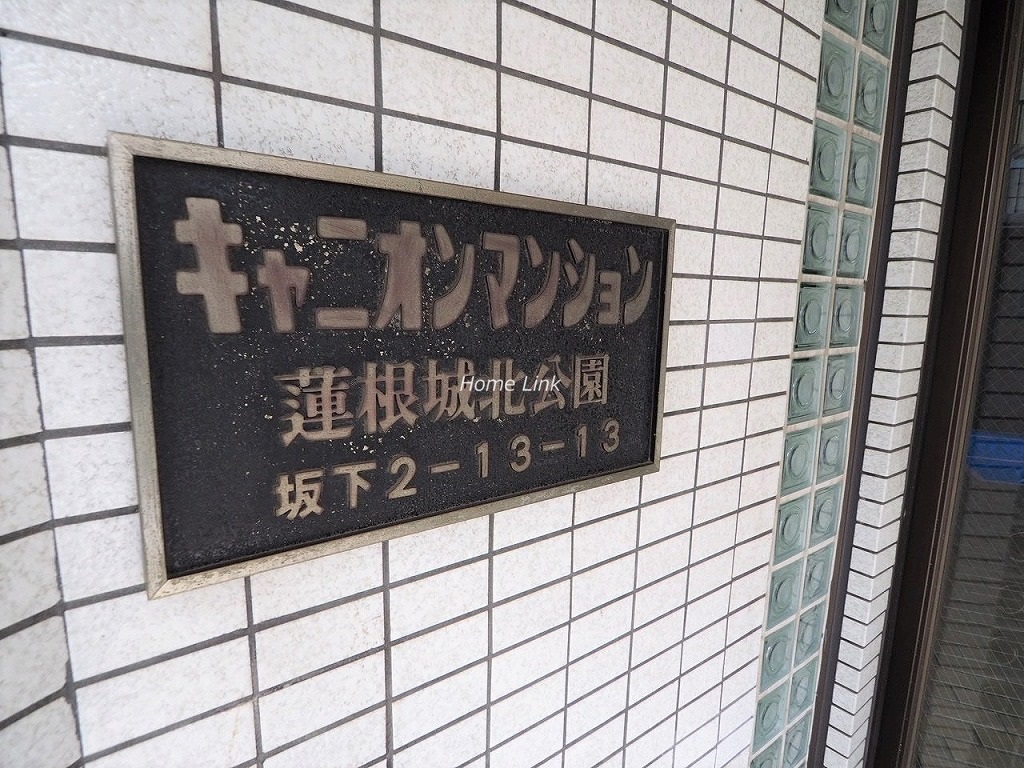 キャニオンマンション
蓮根城北公園
Home Link
坂下2-13-13